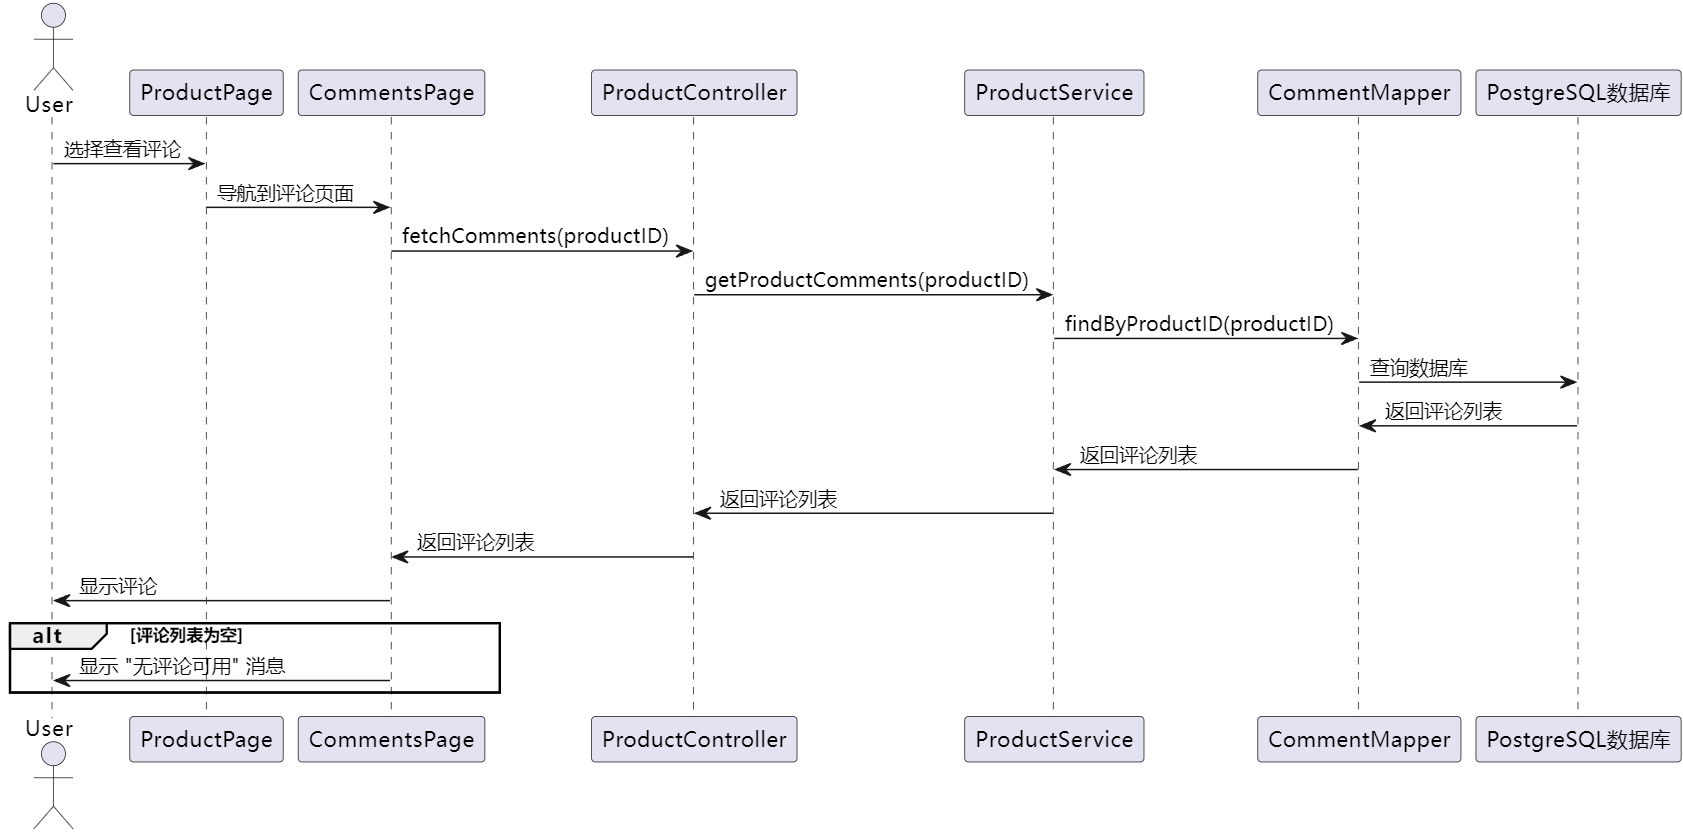 User
ProductPage
CommentsPage
ProductController
ProductService
CommentMapper
PostgreSQL数据库
选择查看评论
导航到评论页面
fetchComments(productID)
getProductComments(productID)
findByProductID(productID)
查询数据库
返回评论列表
返回评论列表
返回评论列表
返回评论列表
显示评论
alt [评论列表为空]
显示 "无评论可用" 消息
User
ProductPage
CommentsPage
ProductController
ProductService
CommentMapper
PostgreSQL数据库